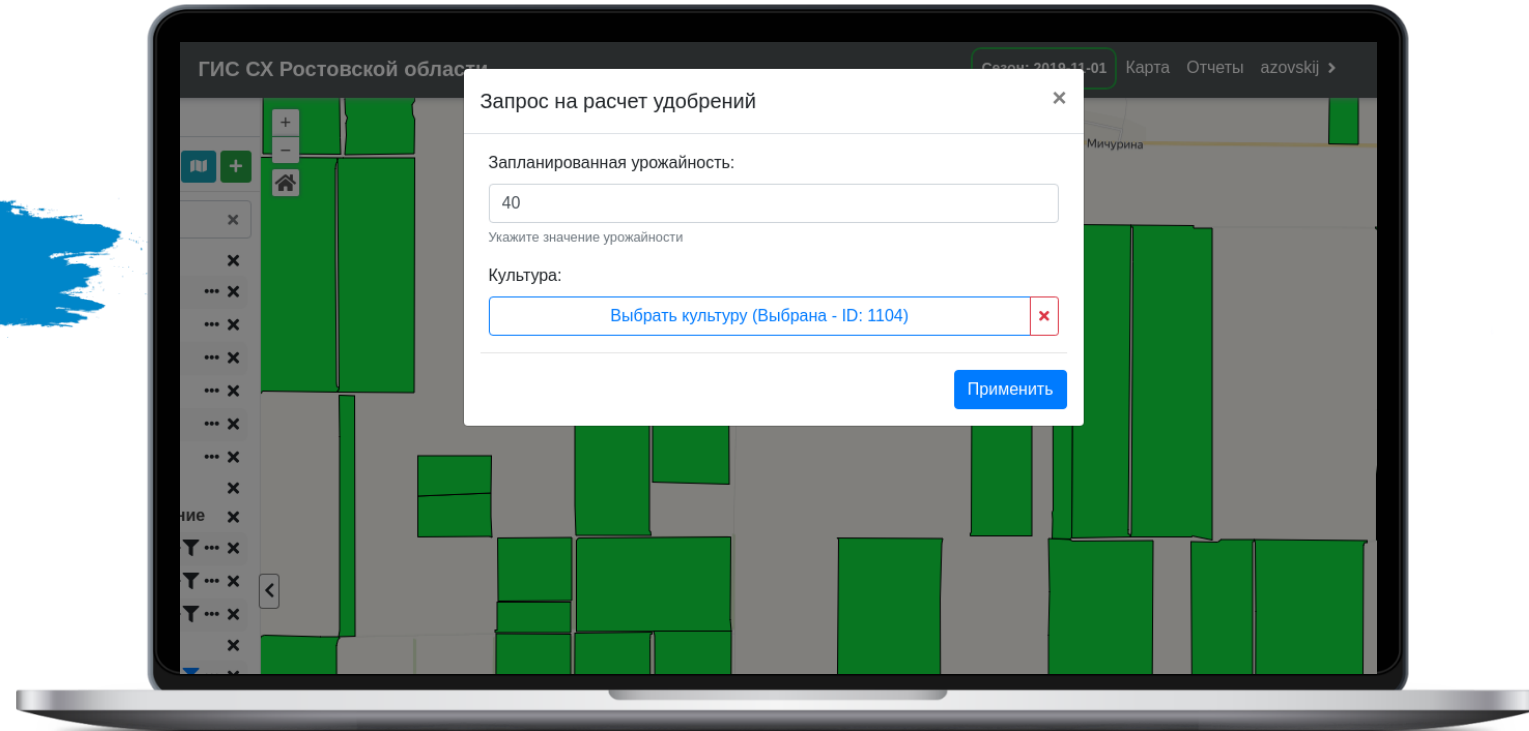 ГИС СХ Ростовской области
Сезон: 2019-11-01
Карта
Отчеты
azovskij
Запрос на расчет удобрений
×
Мичурина
+
−
Запланированная урожайность:
40
Укажите значение урожайности
Культура:
Выбрать культуру (Выбрана - ID: 1104)
Применить
ние